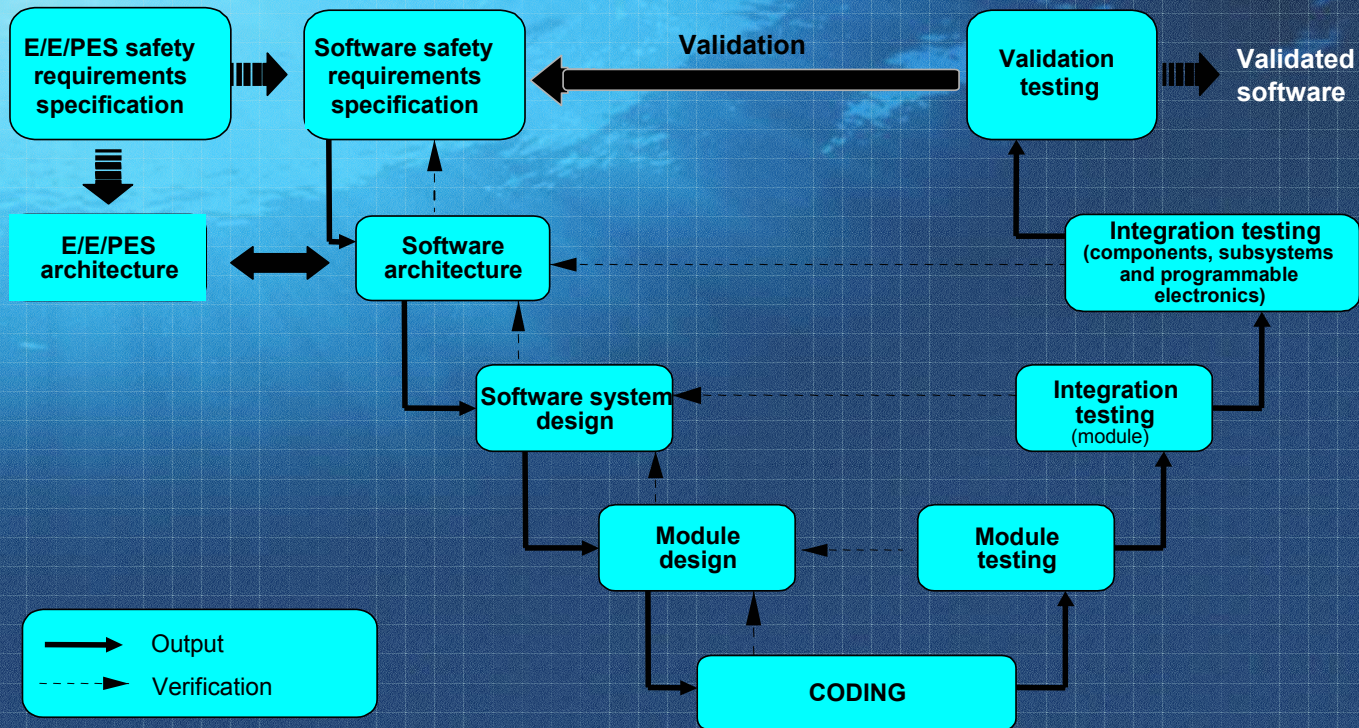 E/E/PES safety
requirements
specification
Software safety
requirements
specification
Validation
Validation
testing
Validated
software
E/E/PES
architecture
Software
architecture
Integration testing
(components, subsystems
and programmable
electronics)
Software system
design
Integration
testing
(module)
Module
design
Module
testing
Output
Verification
CODING